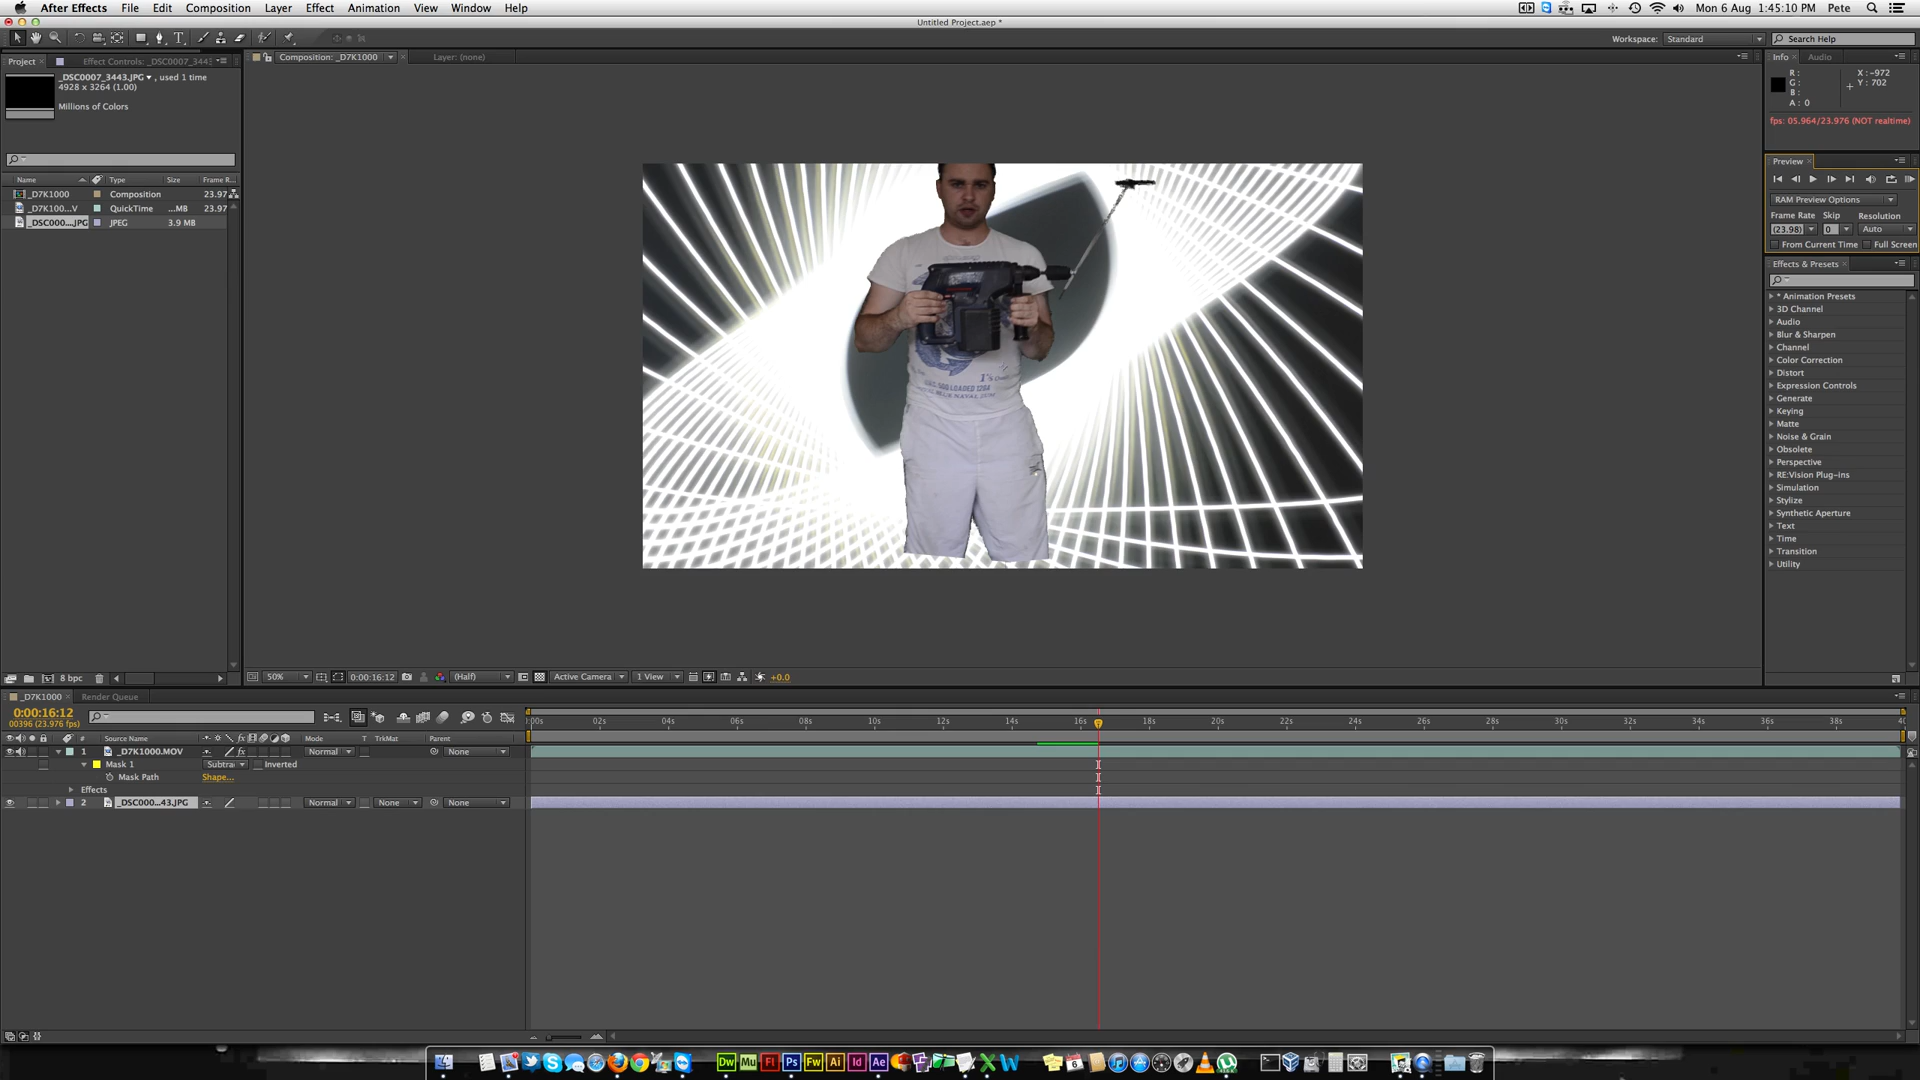 After Effects File Edit Composition Layer Effect Animation View Window Help Mon 6 Aug 1:45:10 PM Pete
Untitled Project.aep *
Workspace: Standard Search Help
Project Effect Controls: _DSC0007_3443 Composition: _D7K1000 Layer: (none) Info Audio
_DSC0007_3443.JPG , used 1 time
4928 x 3264 (1.00)
Millions of Colors
R : X : -972
G : Y : 702
B :
A : 0
fps: 05.964/23.976 (NOT realtime)
Preview
RAM Preview Options
Frame Rate Skip Resolution
(23.98) 0 Auto
From Current Time Full Screen
Name Type Size Frame R...
_D7K1000 Composition 23.97
_D7K100...V QuickTime ...MB 23.97
_DSC000...JPG JPEG 3.9 MB
Effects & Presets
* Animation Presets
3D Channel
Audio
Blur & Sharpen
Channel
Color Correction
Distort
Expression Controls
Generate
Keying
Matte
Noise & Grain
Obsolete
Perspective
RE:Vision Plug-ins
Simulation
Stylize
Synthetic Aperture
Text
Time
Transition
Utility
8 bpc 50% 0:00:16:12 (Half) Active Camera 1 View +0.0
_D7K1000 Render Queue
0:00:16:12
00396 (23.976 fps)
:00s 02s 04s 06s 08s 10s 12s 14s 16s 18s 20s 22s 24s 26s 28s 30s 32s 34s 36s 38s 40
# Source Name Mode T TrkMat Parent
1 _D7K1000.MOV Normal None
Mask 1 Subtra Inverted
Mask Path Shape...
Effects
2 _DSC000...43.JPG Normal None None
Dw Mu Fl Ps Fw Ai Id Ae